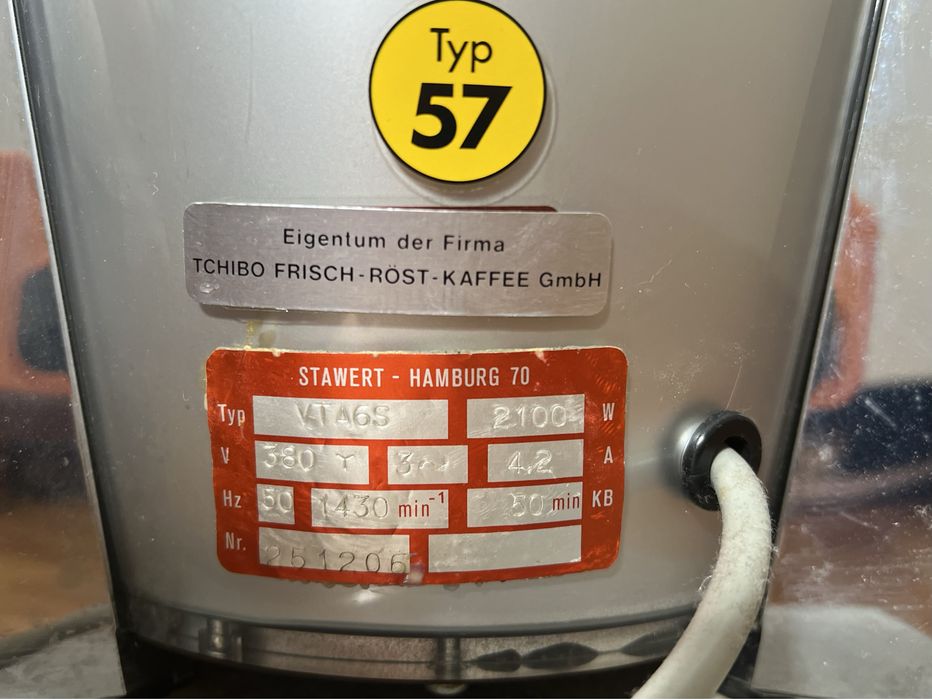 Typ
57
Eigentum der Firma
TCHIBO FRISCH-RÖST-KAFFEE GmbH
STAWERT - HAMBURG 70
Typ VTA6S 2100 W
V 380 Y 3~ 4,2 A
Hz 50 1430 min-1 50 min KB
Nr. 251206